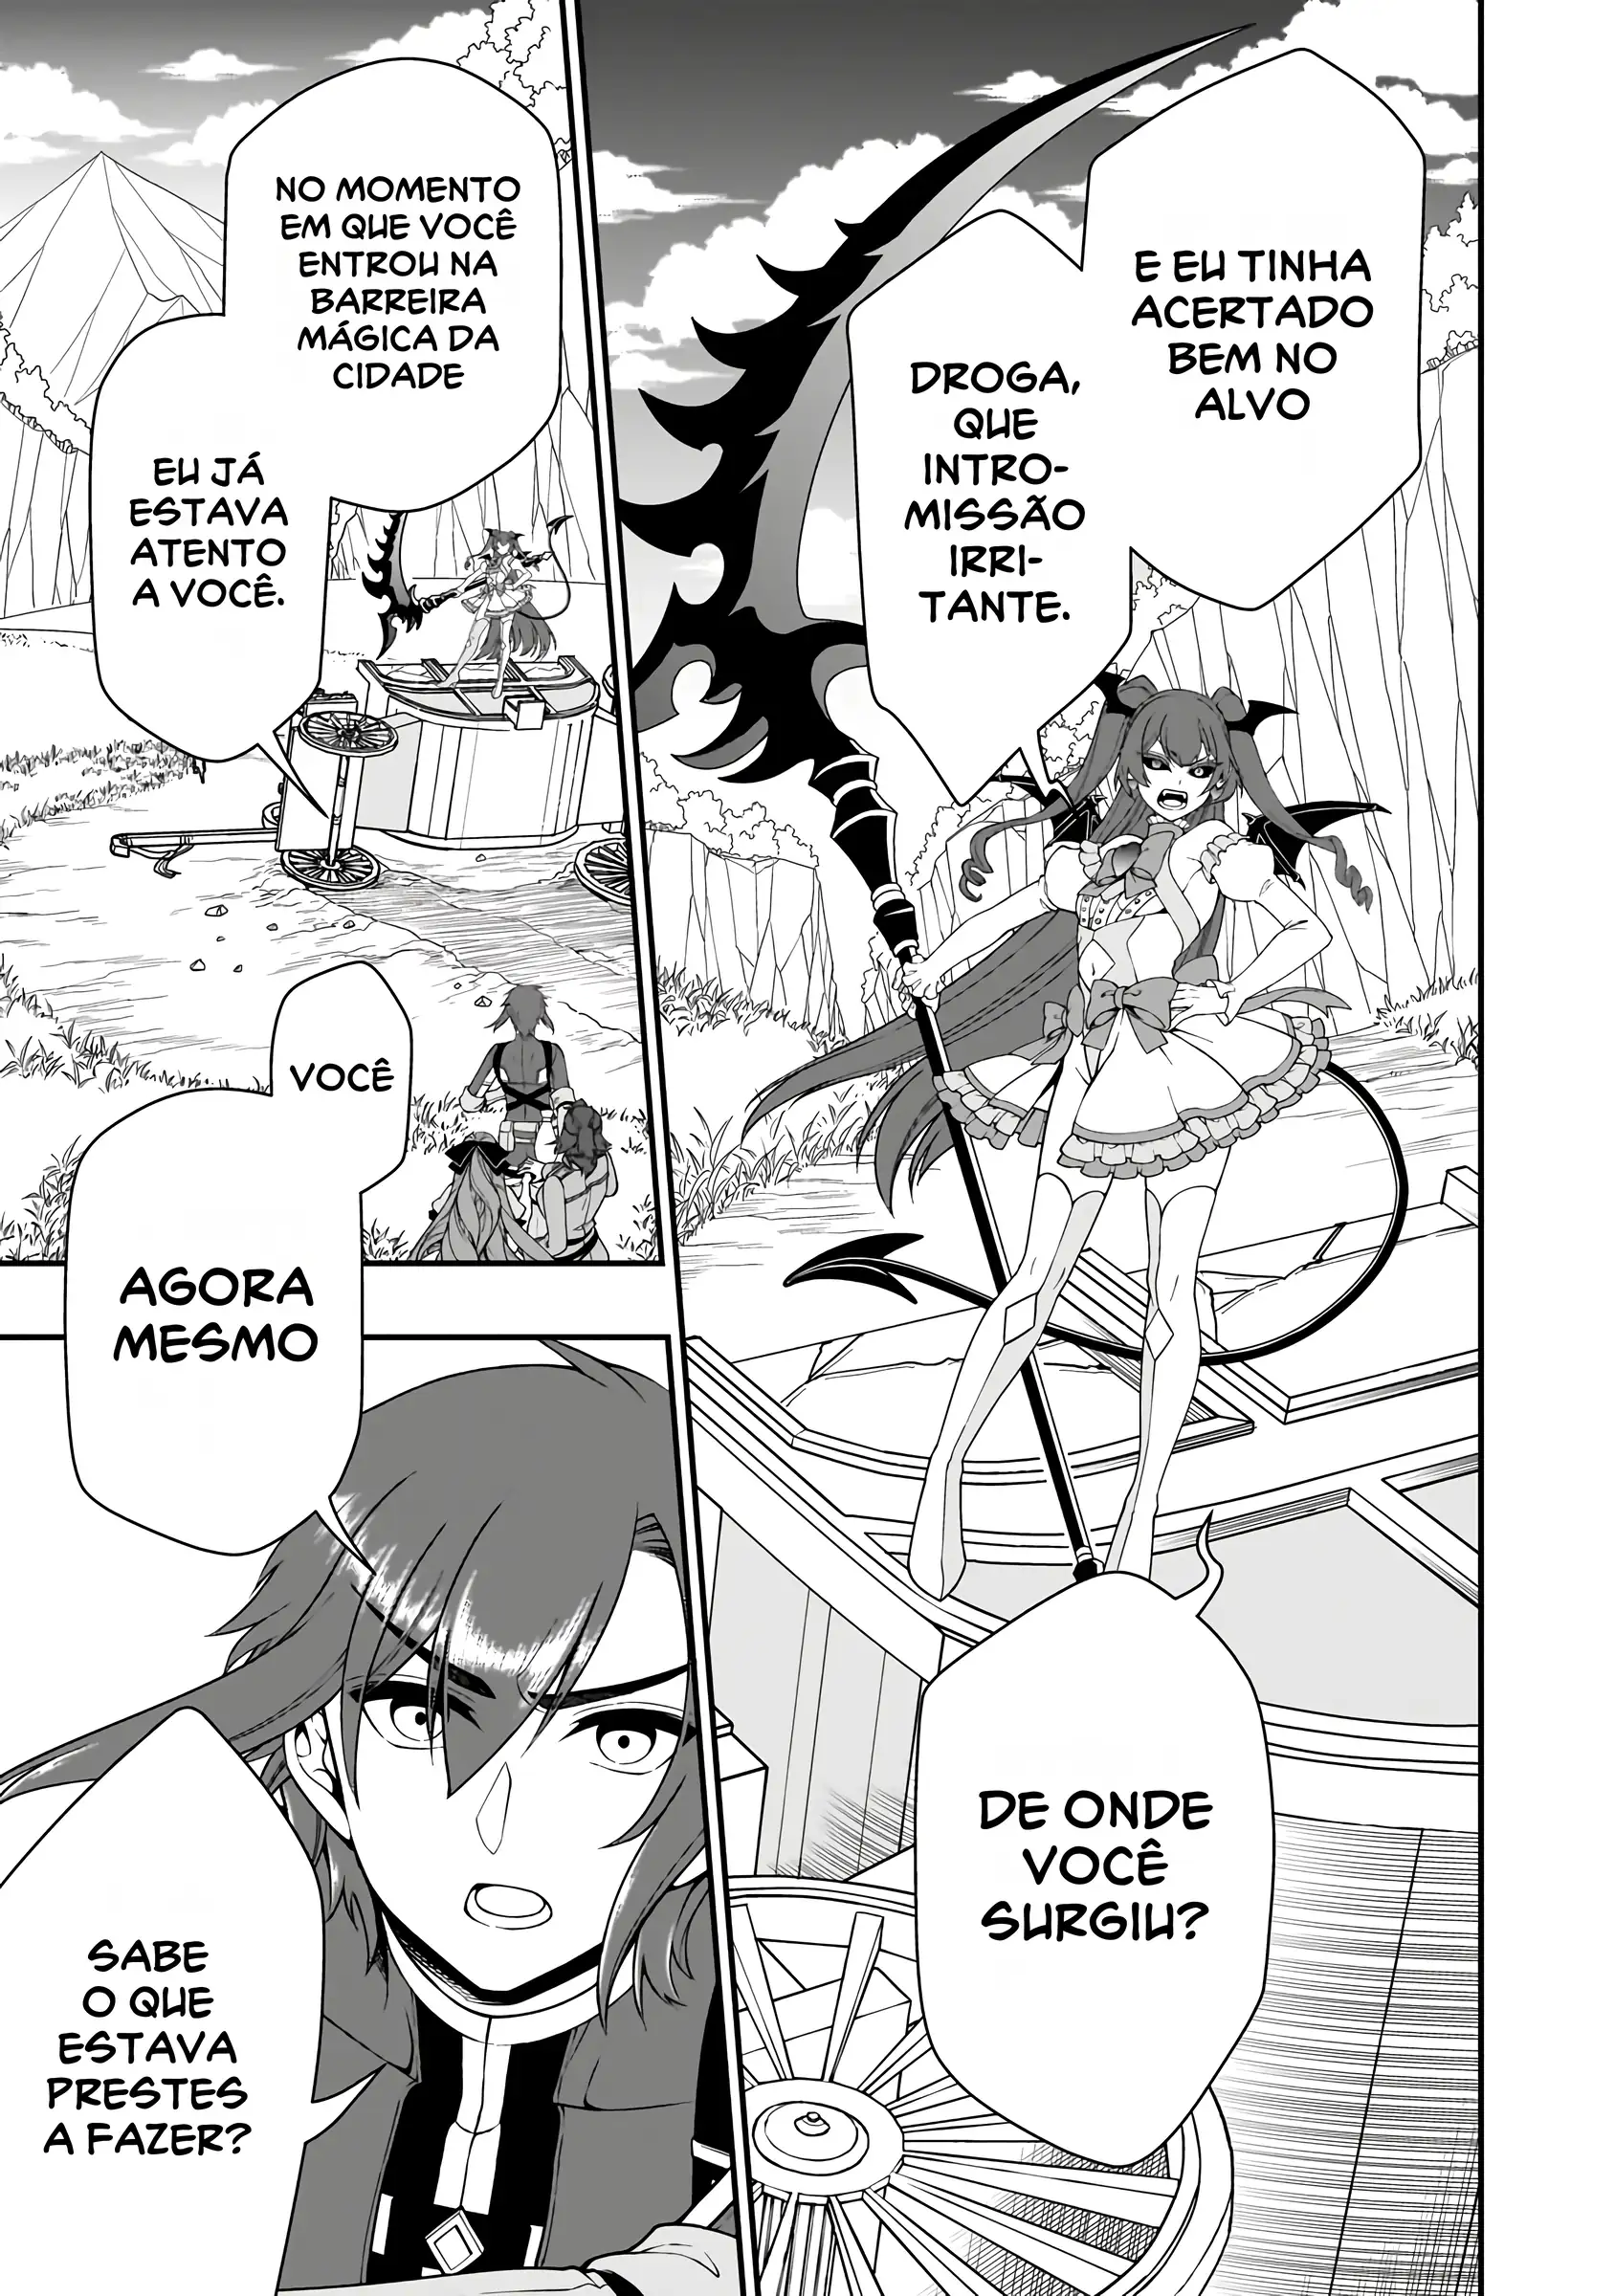 E EU TINHA
ACERTADO
BEM NO
ALVO
DROGA,
QUE
INTRO-
MISSÃO
IRRI-
TANTE.
DE ONDE
VOCÊ
SURGIU?
NO MOMENTO
EM QUE VOCÊ
ENTROU NA
BARREIRA
MÁGICA DA
CIDADE
EU JÁ
ESTAVA
ATENTO
A VOCÊ.
VOCÊ
AGORA
MESMO
SABE
O QUE
ESTAVA
PRESTES
A FAZER?